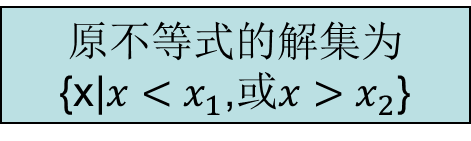 原不等式的解集为
{x|x < x₁,或x > x₂}